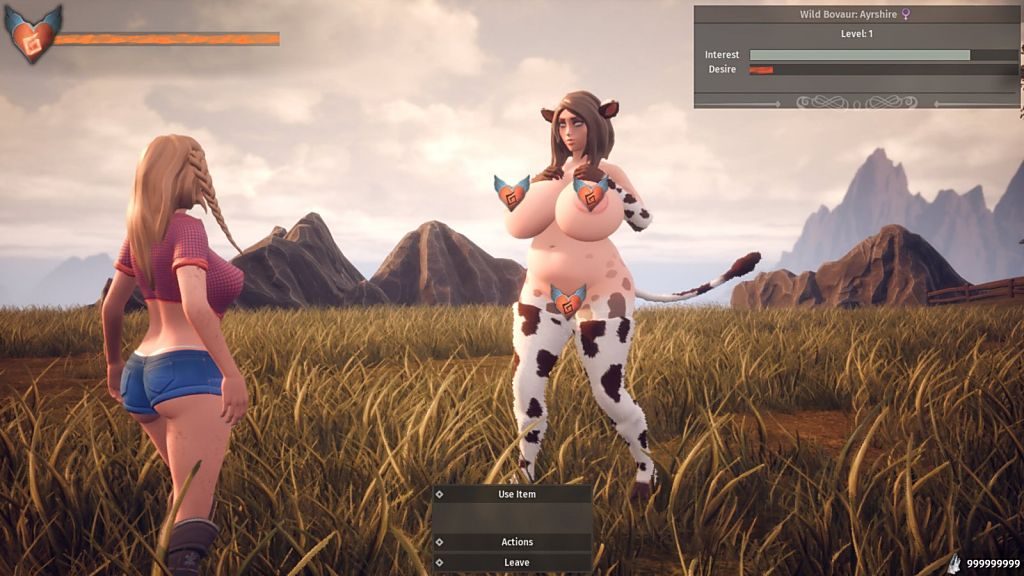 Wild Bovaur: Ayrshire ♀
Level: 1
Interest
Desire
Use Item
Actions
Leave
999999999